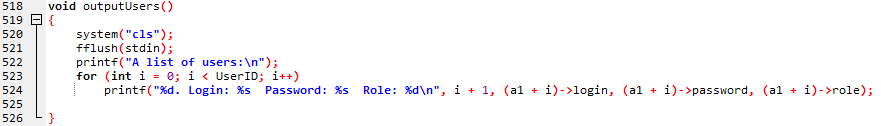 518 void outputUsers()
519 {
520 system("cls");
521 fflush(stdin);
522 printf("A list of users:\n");
523 for (int i = 0; i < UserID; i++)
524 printf("%d. Login: %s  Password: %s  Role: %d\n", i + 1, (a1 + i)->login, (a1 + i)->password, (a1 + i)->role);
525
526 }